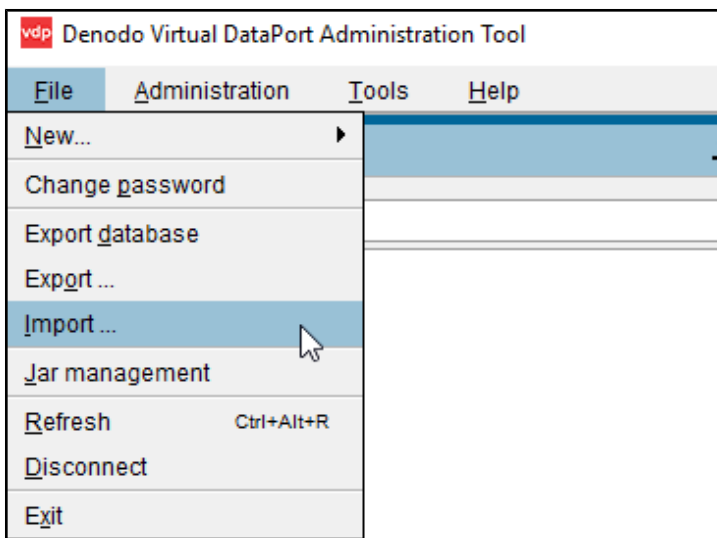 vdp Denodo Virtual DataPort Administration Tool
File Administration Tools Help
New...
Change password
Export database
Export ...
Import ...
Jar management
Refresh Ctrl+Alt+R
Disconnect
Exit